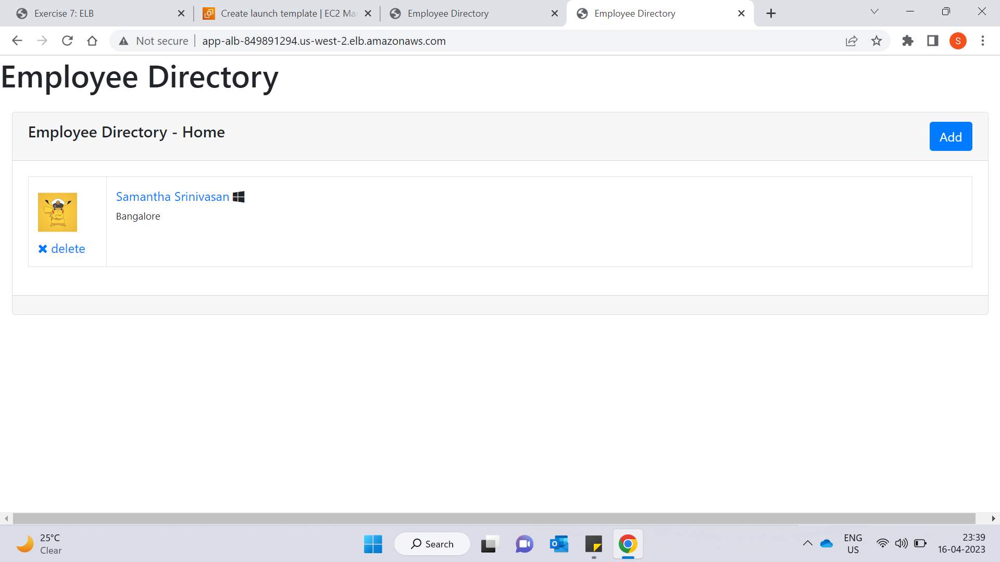 Exercise 7: ELB
Create launch template | EC2 Ma
Employee Directory
Employee Directory
Not secure
app-alb-849891294.us-west-2.elb.amazonaws.com
S
Employee Directory
Employee Directory - Home
Add
Samantha Srinivasan
Bangalore
delete
25°C
Clear
Search
ENG
US
23:39
16-04-2023